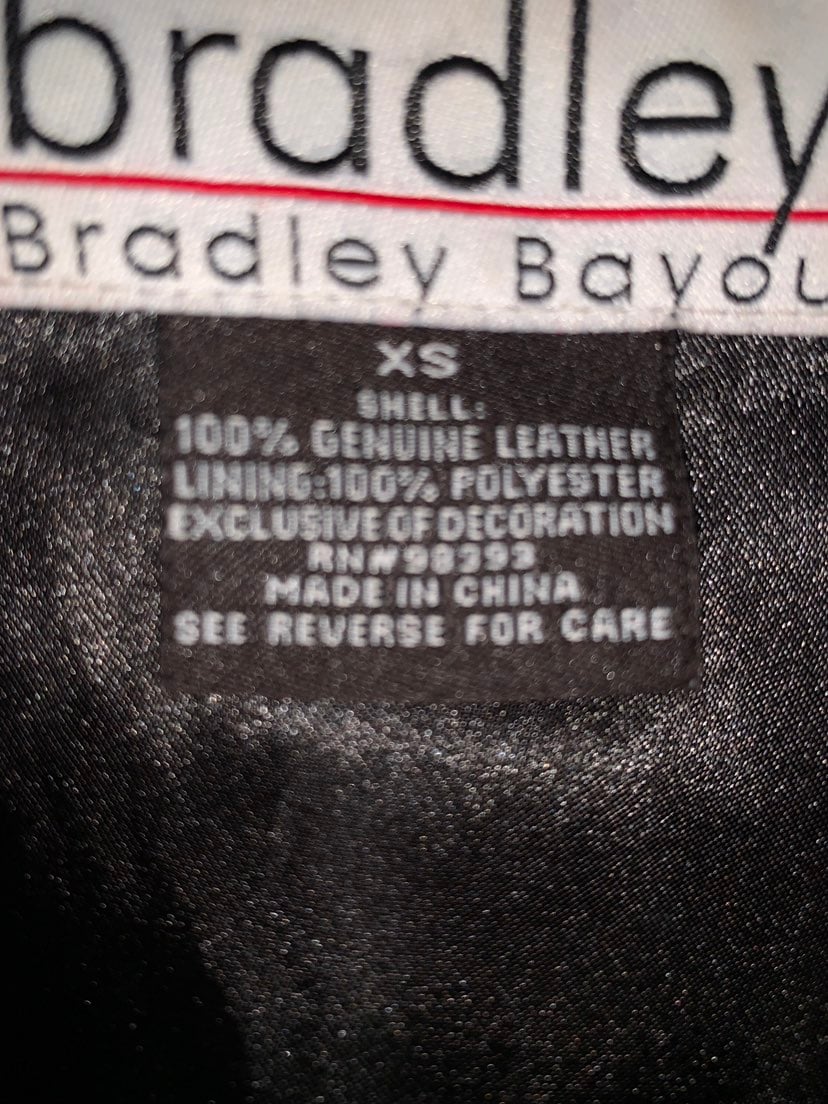 bradley
Bradley Bayou
XS
SHELL:
100% GENUINE LEATHER
LINING:100% POLYESTER
EXCLUSIVE OF DECORATION
MADE IN CHINA
SEE REVERSE FOR CARE